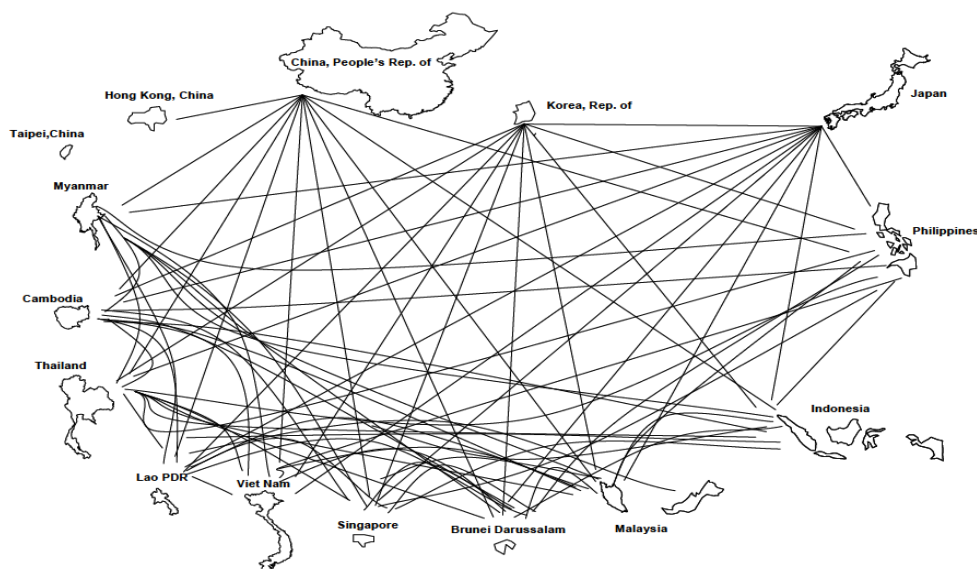 China, People's Rep. of
Hong Kong, China
Korea, Rep. of
Japan
Taipei,China
Myanmar
Philippines
Cambodia
Thailand
Indonesia
Lao PDR
Viet Nam
Singapore
Brunei Darussalam
Malaysia